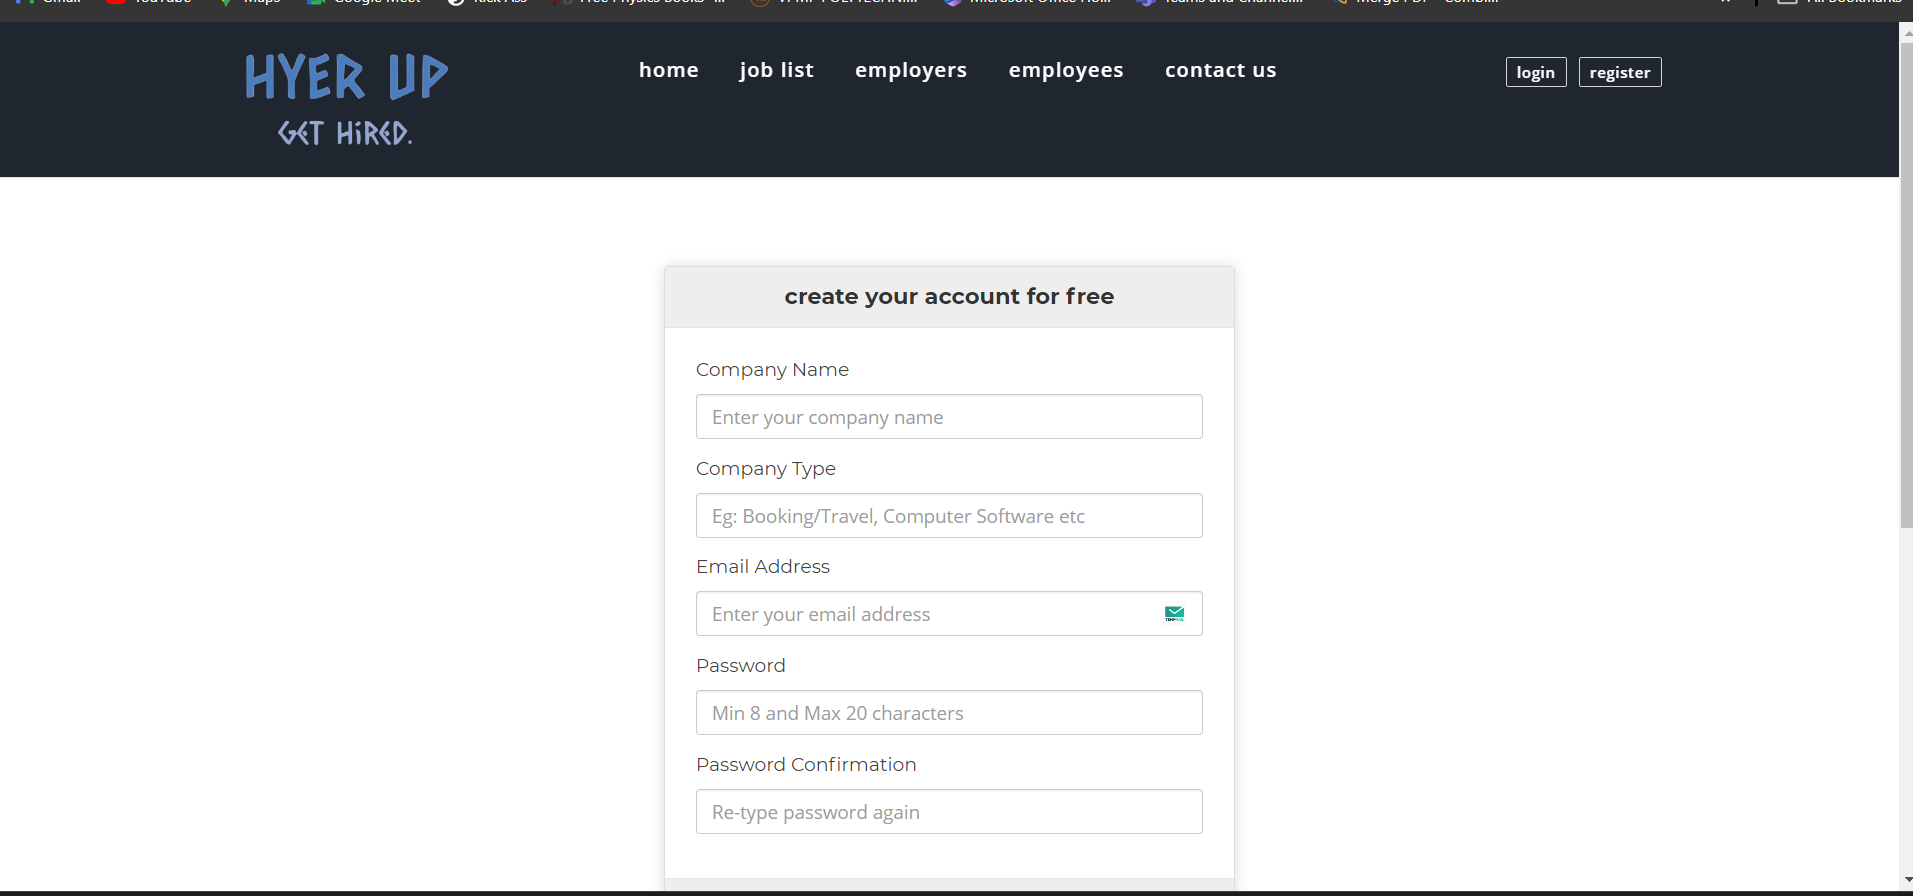 HYER UP
GET HIRED.
home job list employers employees contact us
login register
create your account for free
Company Name
Enter your company name
Company Type
Eg: Booking/Travel, Computer Software etc
Email Address
Enter your email address
Password
Min 8 and Max 20 characters
Password Confirmation
Re-type password again